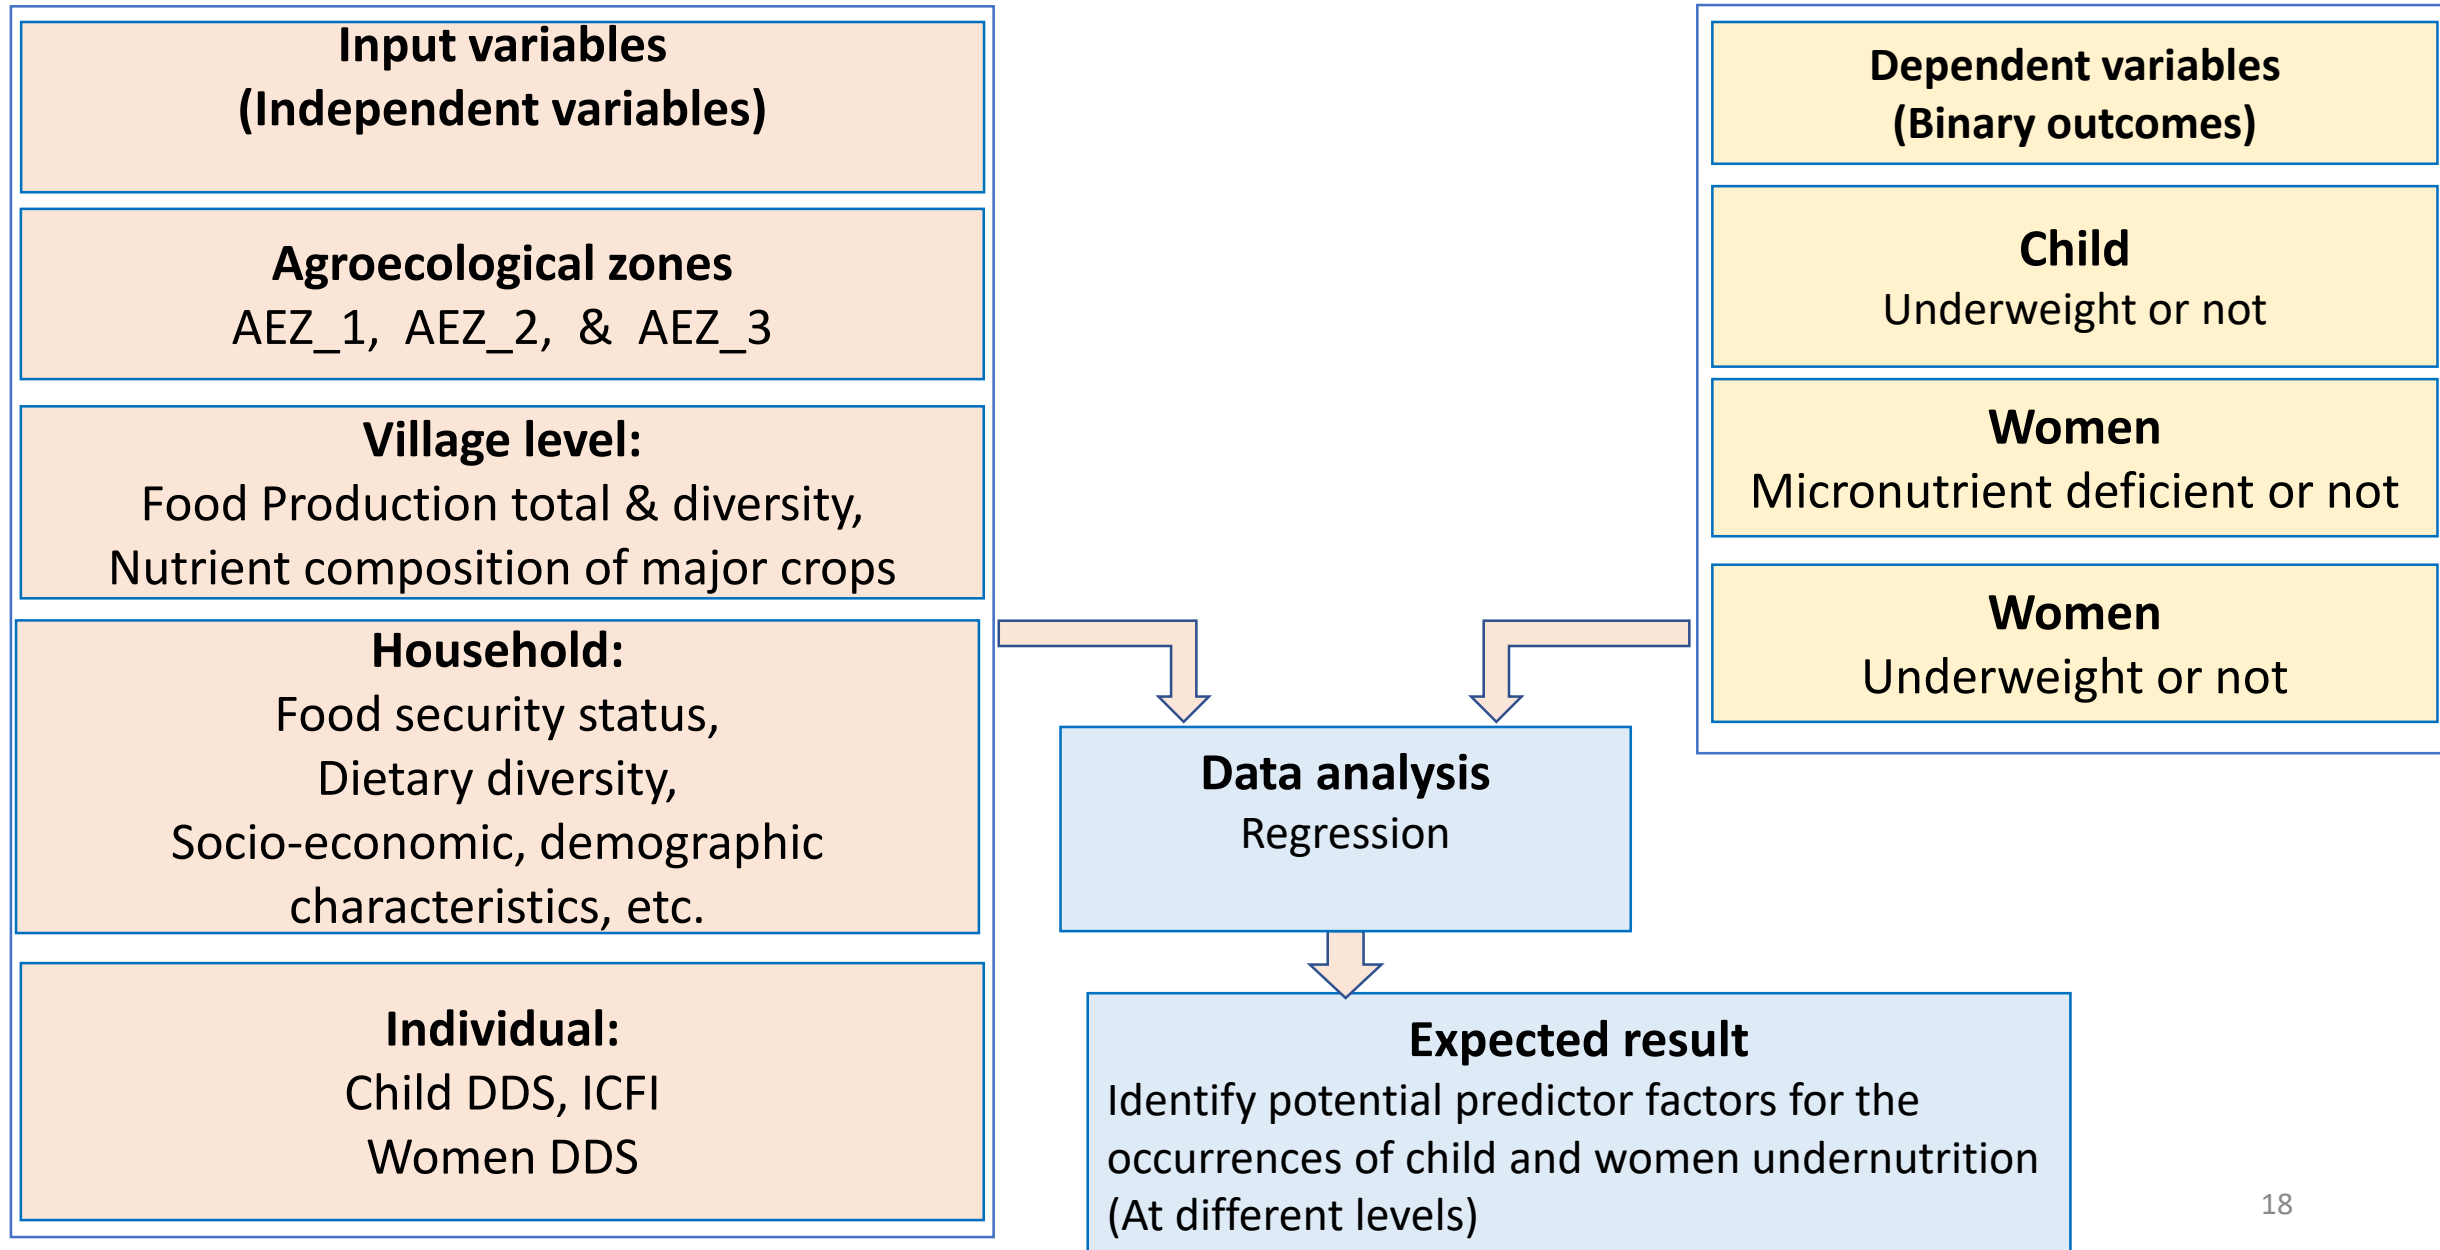 Input variables
(Independent variables)
Agroecological zones
AEZ_1, AEZ_2, & AEZ_3
Village level:
Food Production total & diversity,
Nutrient composition of major crops
Household:
Food security status,
Dietary diversity,
Socio-economic, demographic
characteristics, etc.
Individual:
Child DDS, ICFI
Women DDS
Dependent variables
(Binary outcomes)
Child
Underweight or not
Women
Micronutrient deficient or not
Women
Underweight or not
Data analysis
Regression
Expected result
Identify potential predictor factors for the
occurrences of child and women undernutrition
(At different levels)
18